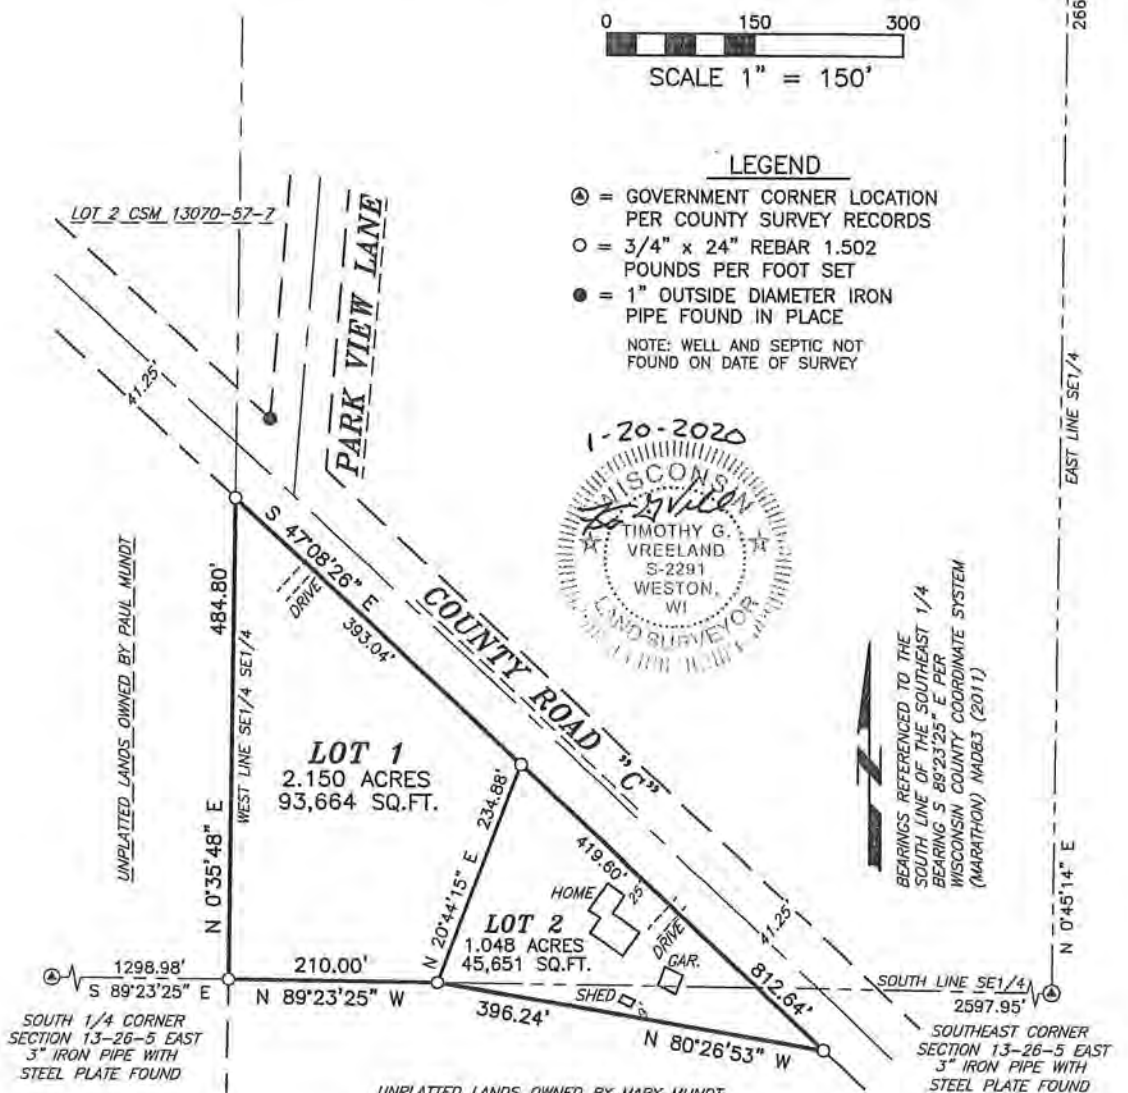 0 150 300
SCALE 1" = 150'
266
LEGEND
= GOVERNMENT CORNER LOCATION
PER COUNTY SURVEY RECORDS
= 3/4" x 24" REBAR 1.502
POUNDS PER FOOT SET
= 1" OUTSIDE DIAMETER IRON
PIPE FOUND IN PLACE
NOTE: WELL AND SEPTIC NOT
FOUND ON DATE OF SURVEY
LOT 2 CSM 13070-57-7
PARK VIEW LANE
41.25'
EAST LINE SE1/4
1-20-2020
WISCONSIN
TIMOTHY G.
VREELAND
S-2291
WESTON,
WI
LAND SURVEYOR
S 47°08'26" E
DRIVE
393.04'
COUNTY ROAD "C"
UNPLATTED LANDS OWNED BY PAUL MUNDT
484.80'
WEST LINE SE1/4 SE1/4
N 0°35'48" E
LOT 1
2.150 ACRES
93,664 SQ.FT.
234.88'
N 20°44'15" E
419.60'
HOME
25'
DRIVE
LOT 2
1.048 ACRES
45,651 SQ.FT.
GAR.
SHED
812.64'
41.25'
BEARINGS REFERENCED TO THE
SOUTH LINE OF THE SOUTHEAST 1/4
BEARING S 89°23'25" E PER
WISCONSIN COUNTY COORDINATE SYSTEM
(MARATHON) NAD83 (2011)
N 0°45'14" E
1298.98'
S 89°23'25" E
210.00'
N 89°23'25" W
396.24'
N 80°26'53" W
SOUTH LINE SE1/4
2597.95'
SOUTH 1/4 CORNER
SECTION 13-26-5 EAST
3" IRON PIPE WITH
STEEL PLATE FOUND
SOUTHEAST CORNER
SECTION 13-26-5 EAST
3" IRON PIPE WITH
STEEL PLATE FOUND
UNPLATTED LANDS OWNED BY MARY MUNDT